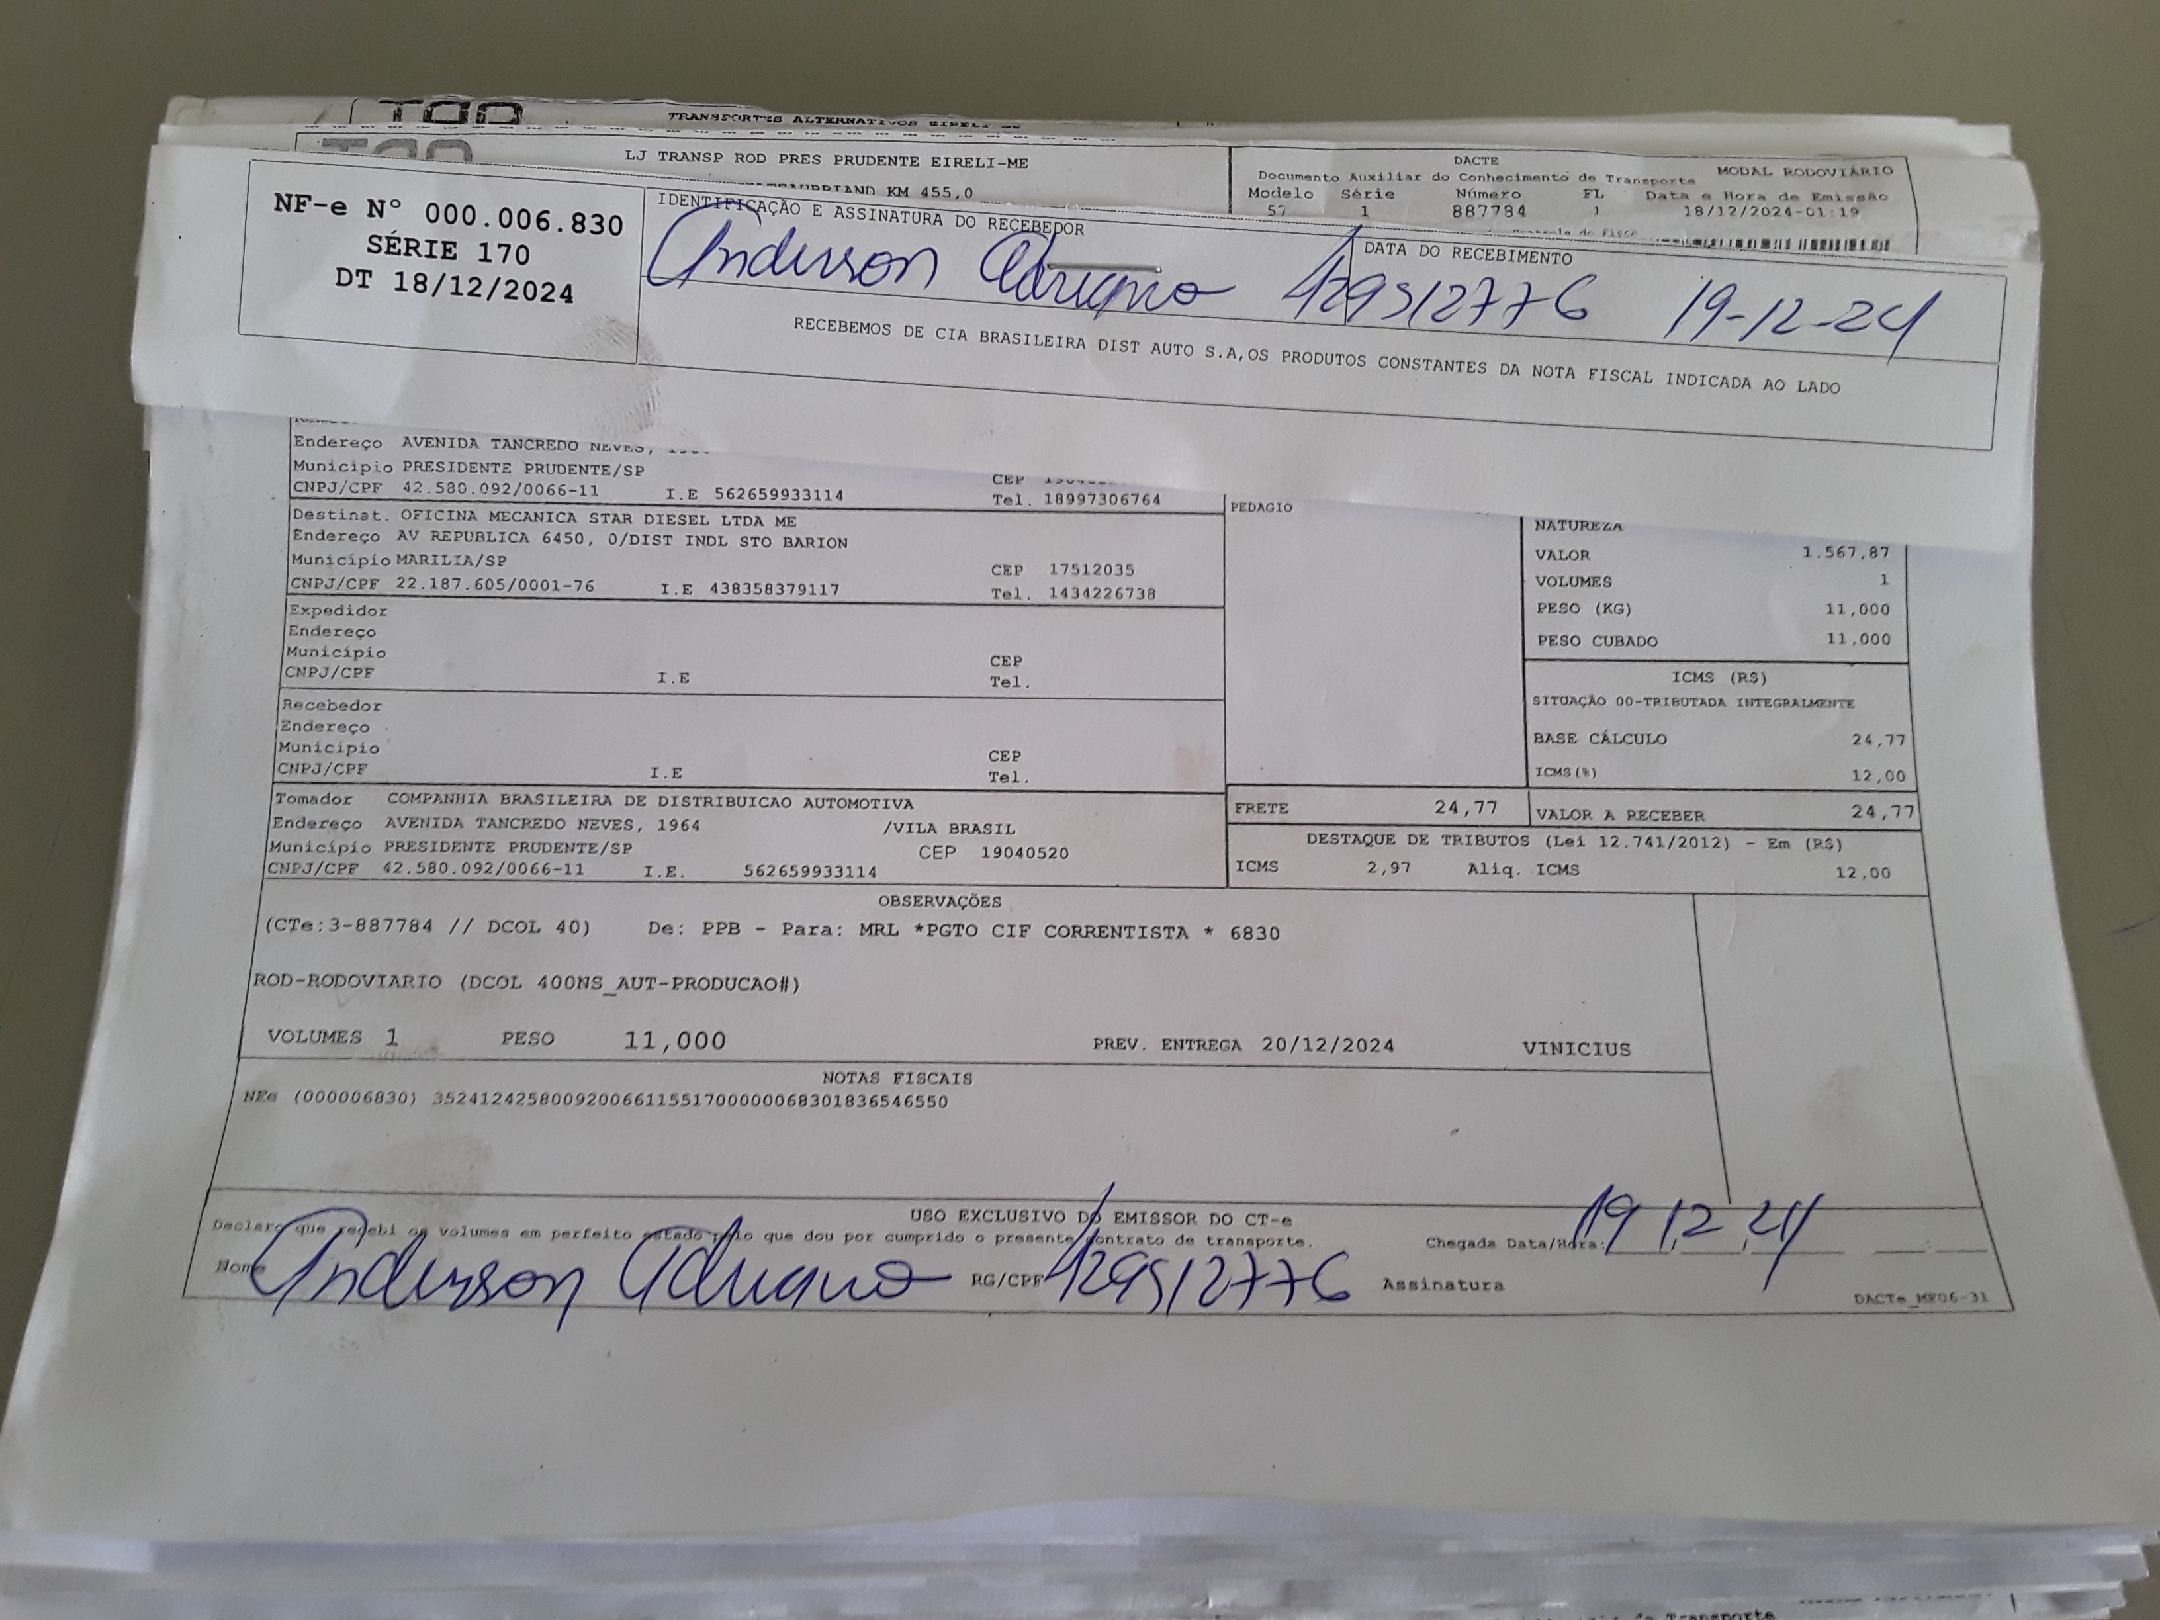 TRANSPORTES ALTERNATIVOS EIRELI
LJ TRANSP ROD PRES PRUDENTE EIRELI-ME
KM 455,0
DACTE
Documento Auxiliar do Conhecimento de Transporte MODAL RODOVIÁRIO
Modelo Série Número FL Data e Hora de Emissão
57 1 887784 1 18/12/2024-01:19
NF-e Nº 000.006.830
SÉRIE 170
DT 18/12/2024
IDENTIFICAÇÃO E ASSINATURA DO RECEBEDOR
DATA DO RECEBIMENTO
Anderson Adriano 429512776 19-12-24
RECEBEMOS DE CIA BRASILEIRA DIST AUTO S.A,OS PRODUTOS CONSTANTES DA NOTA FISCAL INDICADA AO LADO
Endereço AVENIDA TANCREDO NEVES,
Município PRESIDENTE PRUDENTE/SP CEP
CNPJ/CPF 42.580.092/0066-11 I.E 562659933114 Tel. 18997306764
Destinat. OFICINA MECANICA STAR DIESEL LTDA ME
Endereço AV REPUBLICA 6450, 0/DIST INDL STO BARION
Município MARILIA/SP CEP 17512035
CNPJ/CPF 22.187.605/0001-76 I.E 438358379117 Tel. 1434226738
Expedidor
Endereço
Município CEP
CNPJ/CPF I.E Tel.
Recebedor
Endereço
Município CEP
CNPJ/CPF I.E Tel.
Tomador COMPANHIA BRASILEIRA DE DISTRIBUICAO AUTOMOTIVA
Endereço AVENIDA TANCREDO NEVES, 1964 /VILA BRASIL
Município PRESIDENTE PRUDENTE/SP CEP 19040520
CNPJ/CPF 42.580.092/0066-11 I.E. 562659933114
PEDAGIO
NATUREZA
VALOR 1.567,87
VOLUMES 1
PESO (KG) 11,000
PESO CUBADO 11,000
ICMS (R$)
SITUAÇÃO 00-TRIBUTADA INTEGRALMENTE
BASE CÁLCULO 24,77
ICMS(%) 12,00
FRETE 24,77 VALOR A RECEBER 24,77
DESTAQUE DE TRIBUTOS (Lei 12.741/2012) - Em (R$)
ICMS 2,97 Aliq. ICMS 12,00
OBSERVAÇÕES
(CTe:3-887784 // DCOL 40) De: PPB - Para: MRL *PGTO CIF CORRENTISTA * 6830
ROD-RODOVIARIO (DCOL 400NS_AUT-PRODUCAO#)
VOLUMES 1 PESO 11,000 PREV. ENTREGA 20/12/2024 VINICIUS
NOTAS FISCAIS
NFs (000006830) 35241242580092006611551700000068301836546550
USO EXCLUSIVO DO EMISSOR DO CT-e
Declaro que recebi os volumes em perfeito estado pelo que dou por cumprido o presente contrato de transporte. Chegada Data/Hora: 19 12 24
Nome Anderson Adriano RG/CPF 429512776 Assinatura
DACTe_MF06-31
de Transporte